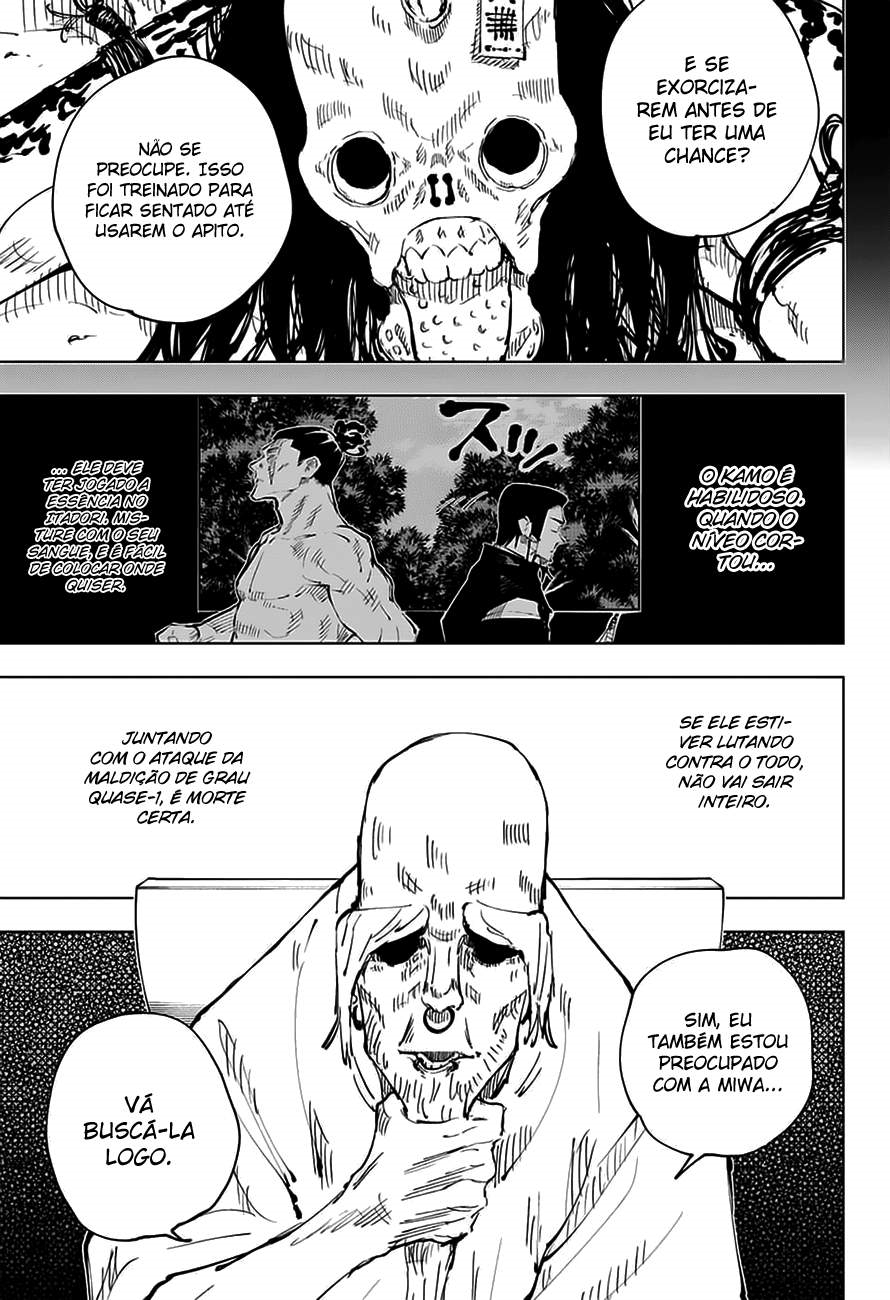 E SE
EXORCIZA-
REM ANTES DE
EU TER UMA
CHANCE?
NÃO SE
PREOCUPE. ISSO
FOI TREINADO PARA
FICAR SENTADO ATÉ
USAREM O APITO.
スッ
O KAMO É
HABILIDOSO.
QUANDO O
NÍVEO COR-
TOU...
... ELE DEVE
TER JOGADO A
ESSÊNCIA NO
ITADORI. MIS-
TURE COM O SEU
SANGUE, E É FÁCIL
DE COLOCAR ONDE
QUISER.
SE ELE ESTI-
VER LUTANDO
CONTRA O TODO,
NÃO VAI SAIR
INTEIRO.
JUNTANDO
COM O ATAQUE DA
MALDIÇÃO DE GRAU
QUASE-1, É MORTE
CERTA.
SIM, EU
TAMBÉM ESTOU
PREOCUPADO
COM A MIWA...
VÁ
BUSCÁ-LA
LOGO.